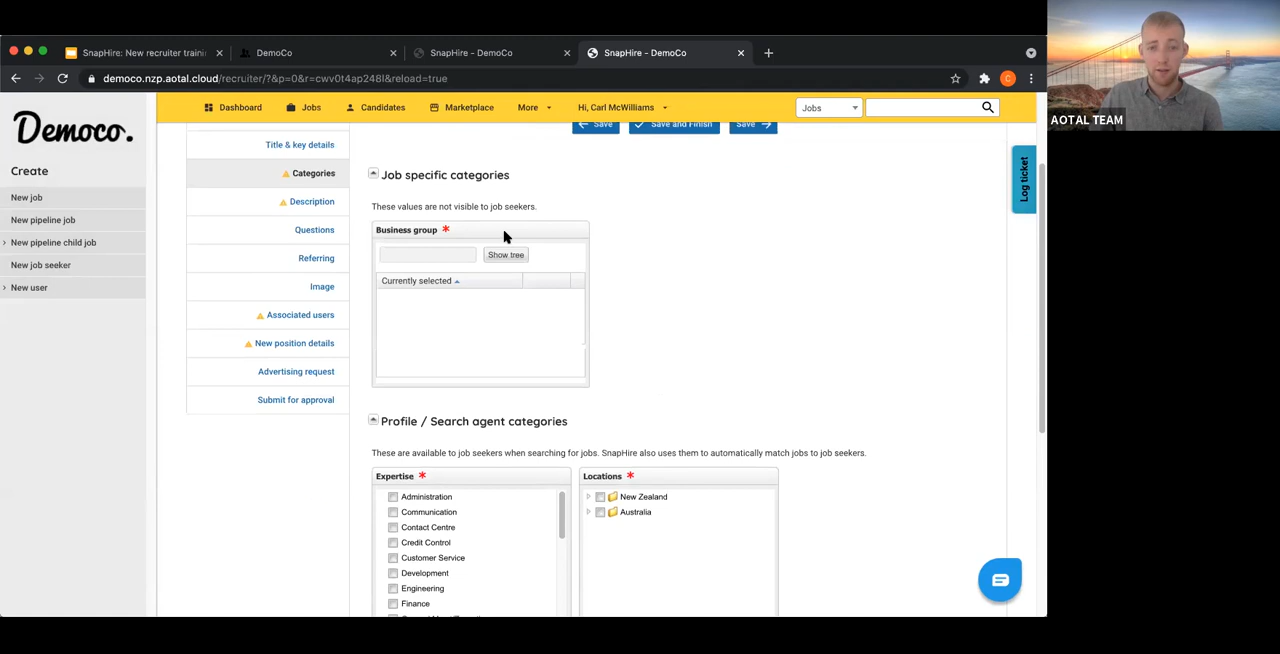 SnapHire: New recruiter traini
DemoCo
SnapHire - DemoCo
SnapHire - DemoCo
democo.nzp.aotal.cloud/recruiter/?&p=0&r=cwv0t4ap248l&reload=true
C
AOTAL TEAM
Democo.
Dashboard
Jobs
Candidates
Marketplace
More
Hi, Carl McWilliams
Jobs
Create
New job
New pipeline job
New pipeline child job
New job seeker
New user
Title & key details
Categories
Description
Questions
Referring
Image
Associated users
New position details
Advertising request
Submit for approval
Save
Save and Finish
Save
Log ticket
Job specific categories
These values are not visible to job seekers.
Business group *
Show tree
Currently selected
Profile / Search agent categories
These are available to job seekers when searching for jobs. SnapHire also uses them to automatically match jobs to job seekers.
Expertise *
Administration
Communication
Contact Centre
Credit Control
Customer Service
Development
Engineering
Finance
Locations *
New Zealand
Australia